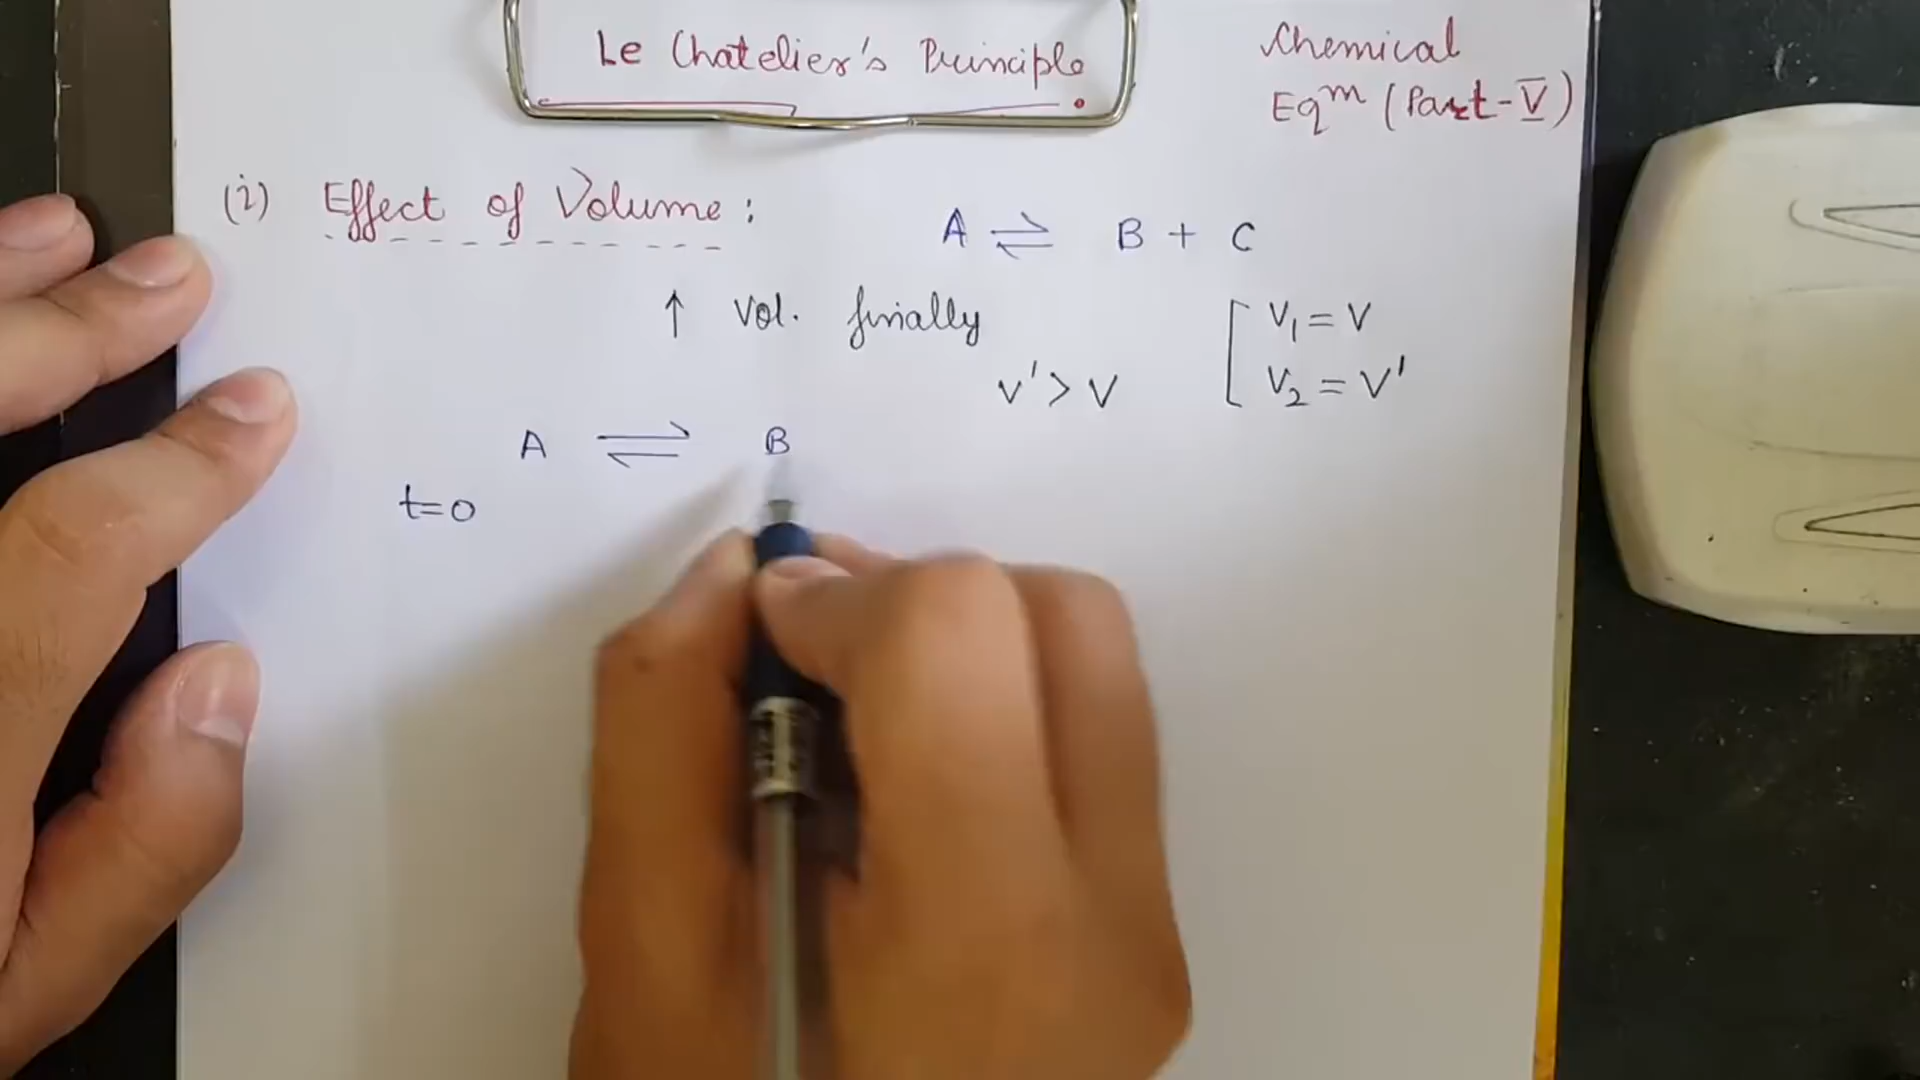 Le Chatelier's Principle
Chemical
Eqᵐ (Part-V)
(i) Effect of Volume :
A ⇌ B + C
↑ Vol. finally
V' > V
[ V₁ = V
V₂ = V'
A ⇌ B
t=0